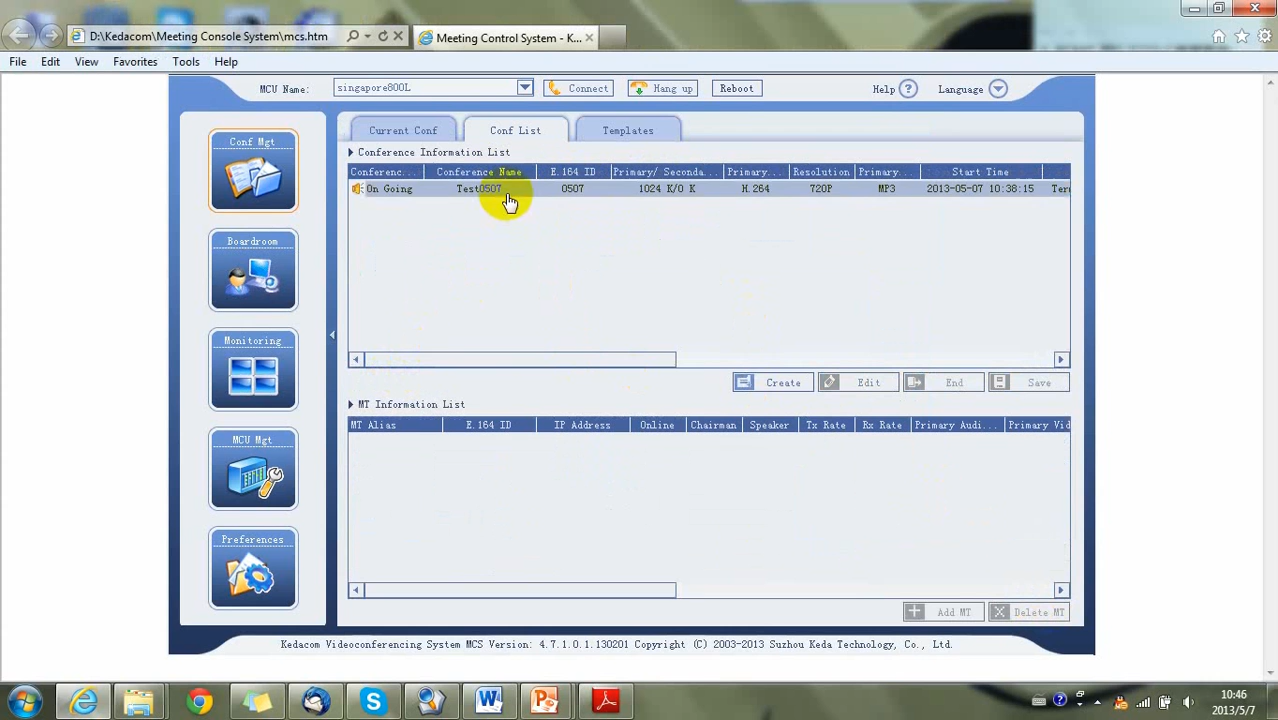 D:\Kedacom\Meeting Console System\mcs.htm
Meeting Control System - K...
File Edit View Favorites Tools Help
MCU Name: singapore800L Connect Hang up Reboot Help ? Language
Conf Mgt
Boardroom
Monitoring
MCU Mgt
Preferences
Current Conf Conf List Templates
Conference Information List
Conferenc... Conference Name E.164 ID Primary/ Seconda... Primary... Resolution Primary... Start Time
On Going Test0507 0507 1024 K/0 K H.264 720P MP3 2013-05-07 10:38:15 Ter
Create Edit End Save
MT Information List
MT Alias E.164 ID IP Address Online Chairman Speaker Tx Rate Rx Rate Primary Audi... Primary Vid
Add MT Delete MT
Kedacom Videoconferencing System MCS Version: 4.7.1.0.1.130201 Copyright (C) 2003-2013 Suzhou Keda Technology, Co., Ltd.
10:46
2013/5/7